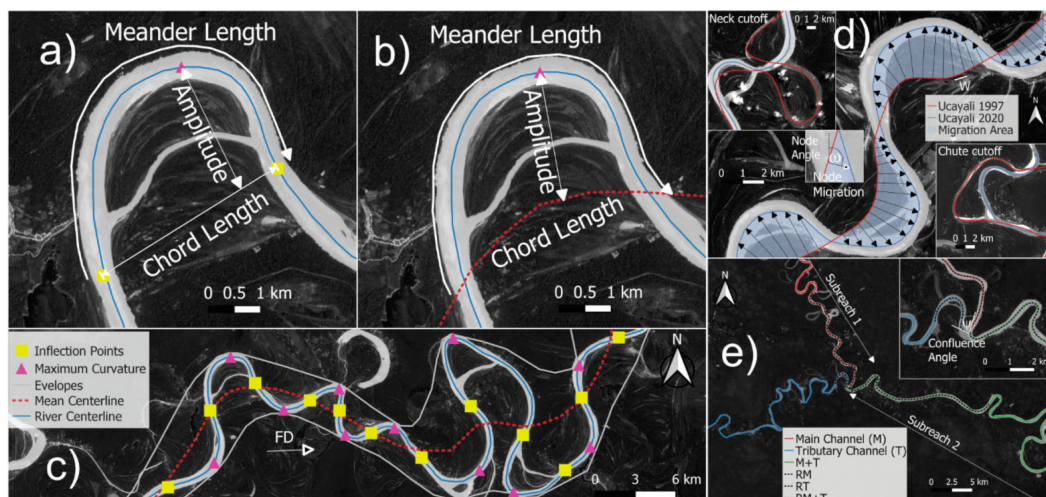 a)
Meander Length
Amplitude
Chord Length
0 0.5 1 km
b)
Meander Length
Amplitude
Chord Length
0 0.5 1 km
Inflection Points
Maximum Curvature
Evelopes
Mean Centerline
River Centerline
c)
FD
N
0 3 6 km
Neck cutoff
0 1 2 km
d)
W
Ucayali 1997
Ucayali 2020
Migration Area
N
Node
Angle
Node
Migration
0 1 2 km
Chute cutoff
0 1 2 km
N
e)
Subreach 1
Subreach 2
Confluence
Angle
0 1 2 km
Main Channel (M)
Tributary Channel (T)
M+T
RM
RT
RM+T
0 2.5 5 km